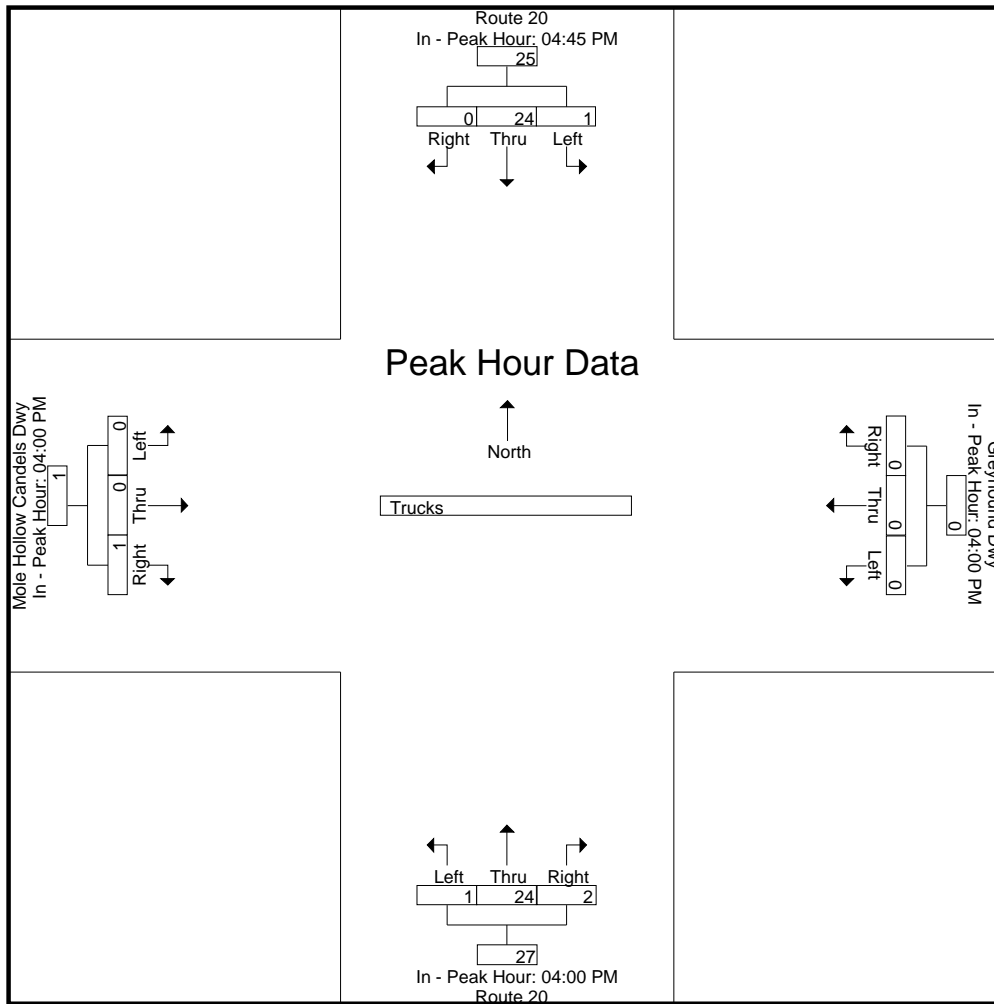 Route 20
In - Peak Hour: 04:45 PM
25
0 24 1
Right Thru Left
Peak Hour Data
North
Trucks
Mole Hollow Candels Dwy
In - Peak Hour: 04:00 PM
1
0 0 1
Left Thru Right
Greyhound Dwy
In - Peak Hour: 04:00 PM
0
0 0 0
Right Thru Left
Left Thru Right
1 24 2
27
In - Peak Hour: 04:00 PM
Route 20